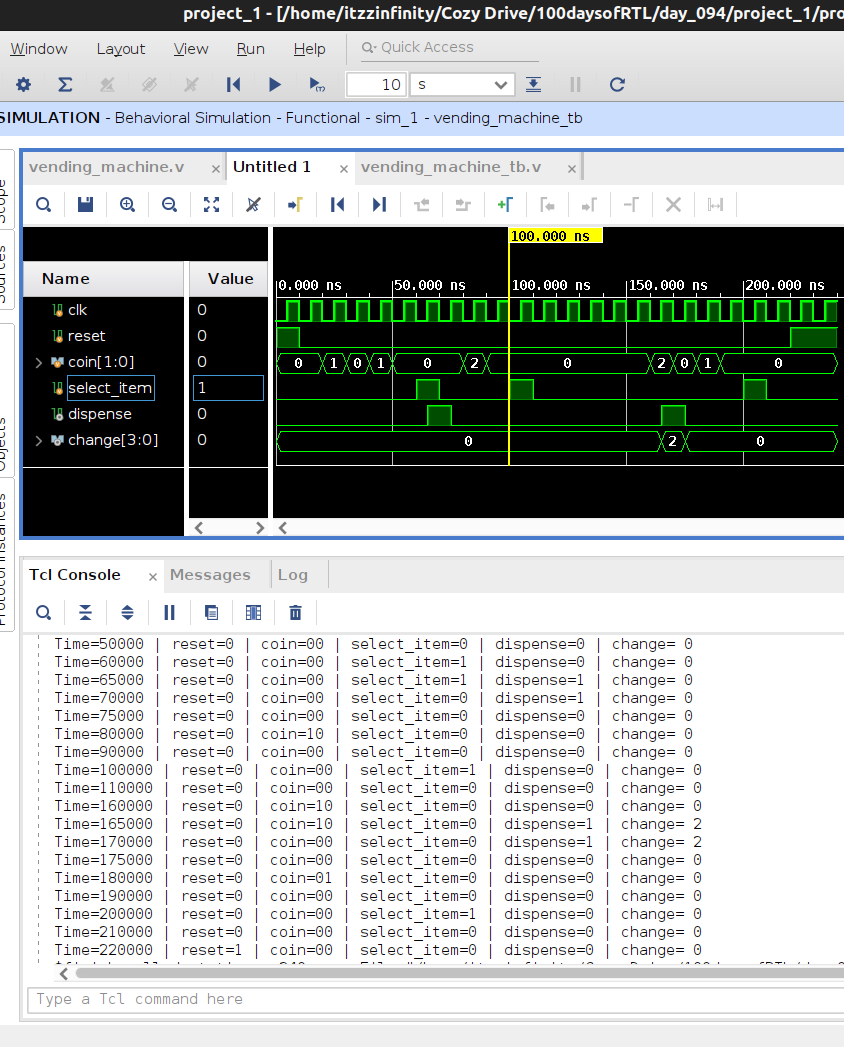 project_1 - [/home/itzzinfinity/Cozy Drive/100daysofRTL/day_094/project_1/pro
Window Layout View Run Help Quick Access
10 s
SIMULATION - Behavioral Simulation - Functional - sim_1 - vending_machine_tb
Scope
Sources
Objects
Protocol Instances
vending_machine.v × Untitled 1 × vending_machine_tb.v ×
100.000 ns
Name Value
0.000 ns 50.000 ns 100.000 ns 150.000 ns 200.000 ns
clk 0
reset 0
coin[1:0] 0 0 1 0 1 0 2 0 2 0 1 0
select_item 1
dispense 0
change[3:0] 0 0 2 0
Tcl Console × Messages Log
Time=50000 | reset=0 | coin=00 | select_item=0 | dispense=0 | change= 0
Time=60000 | reset=0 | coin=00 | select_item=1 | dispense=0 | change= 0
Time=65000 | reset=0 | coin=00 | select_item=1 | dispense=1 | change= 0
Time=70000 | reset=0 | coin=00 | select_item=0 | dispense=1 | change= 0
Time=75000 | reset=0 | coin=00 | select_item=0 | dispense=0 | change= 0
Time=80000 | reset=0 | coin=10 | select_item=0 | dispense=0 | change= 0
Time=90000 | reset=0 | coin=00 | select_item=0 | dispense=0 | change= 0
Time=100000 | reset=0 | coin=00 | select_item=1 | dispense=0 | change= 0
Time=110000 | reset=0 | coin=00 | select_item=0 | dispense=0 | change= 0
Time=160000 | reset=0 | coin=10 | select_item=0 | dispense=0 | change= 0
Time=165000 | reset=0 | coin=10 | select_item=0 | dispense=1 | change= 2
Time=170000 | reset=0 | coin=00 | select_item=0 | dispense=1 | change= 2
Time=175000 | reset=0 | coin=00 | select_item=0 | dispense=0 | change= 0
Time=180000 | reset=0 | coin=01 | select_item=0 | dispense=0 | change= 0
Time=190000 | reset=0 | coin=00 | select_item=0 | dispense=0 | change= 0
Time=200000 | reset=0 | coin=00 | select_item=1 | dispense=0 | change= 0
Time=210000 | reset=0 | coin=00 | select_item=0 | dispense=0 | change= 0
Time=220000 | reset=1 | coin=00 | select_item=0 | dispense=0 | change= 0
Type a Tcl command here